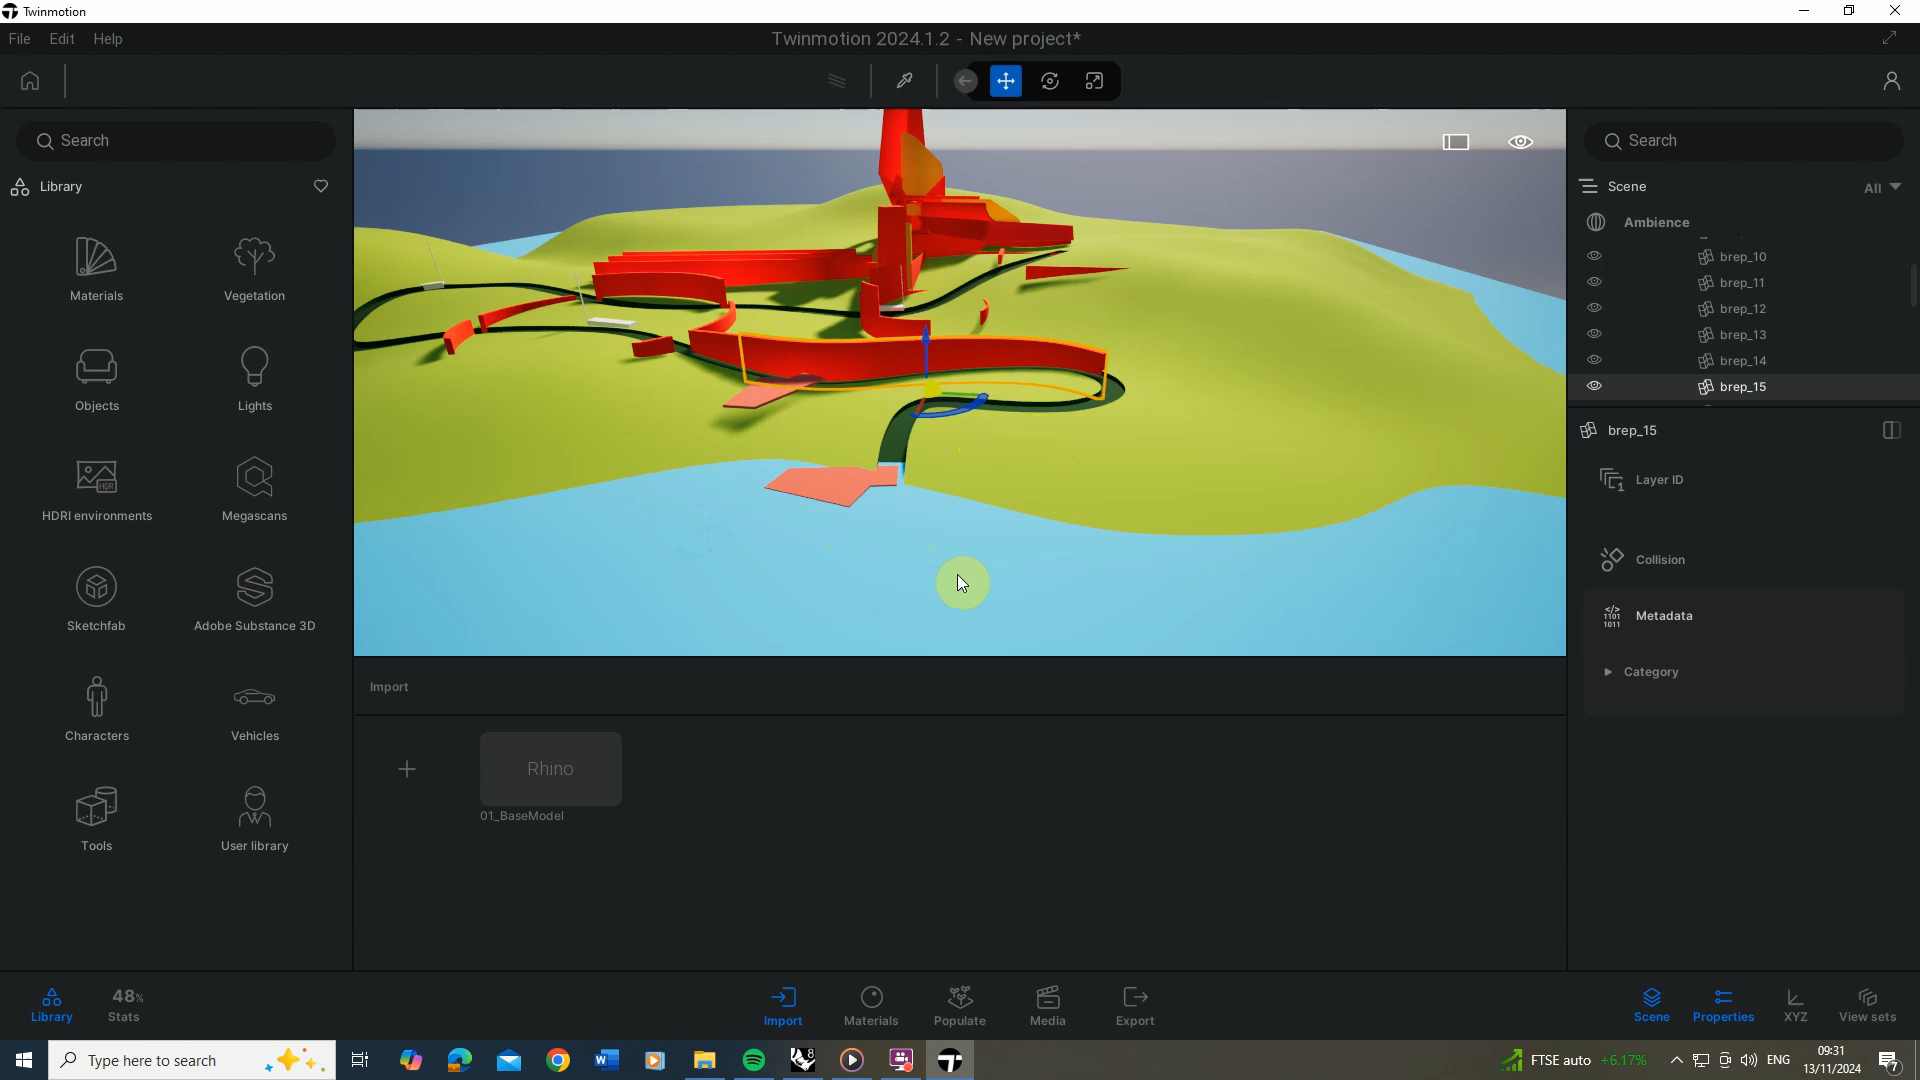 Twinmotion
File Edit Help
Twinmotion 2024.1.2 - New project*
Search
Library
Materials
Vegetation
Objects
Lights
HDR
HDRI environments
Megascans
Sketchfab
Adobe Substance 3D
Characters
Vehicles
Tools
User library
Search
Scene
All
Ambience
brep_10
brep_11
brep_12
brep_13
brep_14
brep_15
brep_15
Layer ID
Collision
Metadata
Category
Import
Rhino
01_BaseModel
Library
48%
Stats
Import
Materials
Populate
Media
Export
Scene
Properties
XYZ
View sets
Type here to search
FTSE auto +6.17%
ENG
09:31
13/11/2024
7